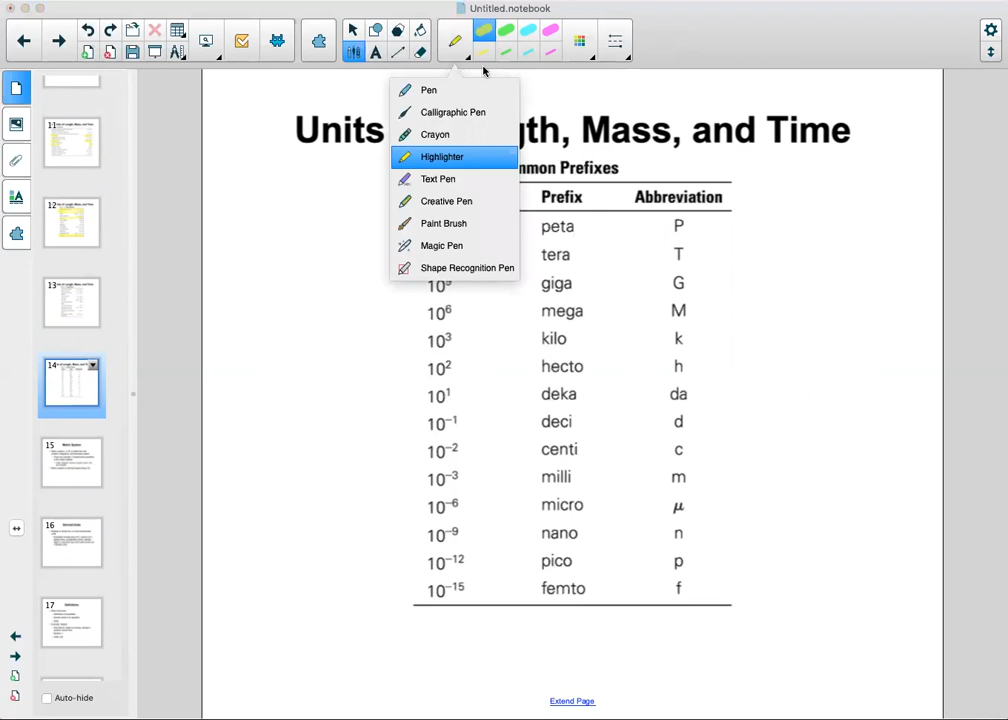 Untitled.notebook
Pen
Calligraphic Pen
Crayon
Highlighter
Text Pen
Creative Pen
Paint Brush
Magic Pen
Shape Recognition Pen
Units gth, Mass, and Time
mmon Prefixes
Prefix Abbreviation
peta P
tera T
10⁹ giga G
10⁶ mega M
10³ kilo k
10² hecto h
10¹ deka da
10⁻¹ deci d
10⁻² centi c
10⁻³ milli m
10⁻⁶ micro μ
10⁻⁹ nano n
10⁻¹² pico p
10⁻¹⁵ femto f
Extend Page
11
12
13
14
15
16
17
Auto-hide